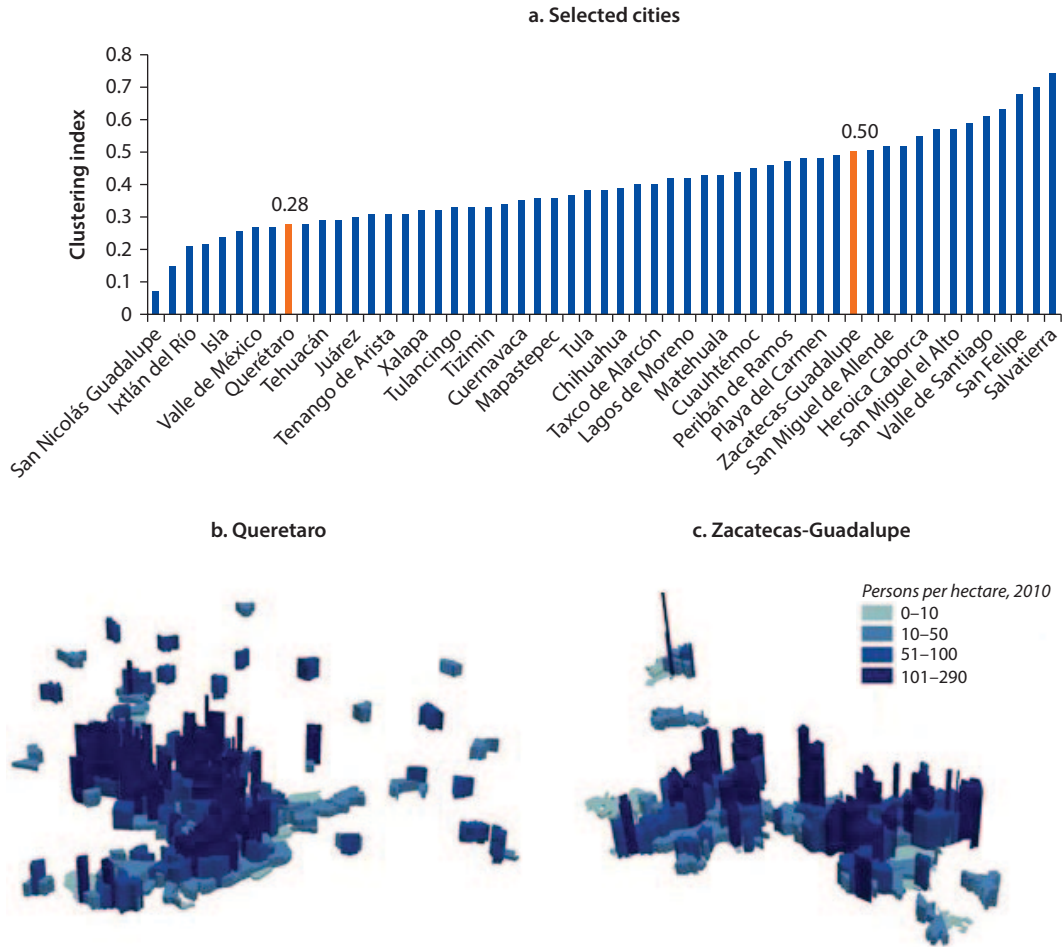 a. Selected cities
Clustering index
0.8
0.7
0.6
0.5
0.4
0.3
0.2
0.1
0
0.28
0.50
San Nicolás Guadalupe
Ixtlán del Río
Isla
Valle de México
Querétaro
Tehuacán
Juárez
Tenango de Arista
Xalapa
Tulancingo
Tizimin
Cuernavaca
Mapastepec
Tula
Chihuahua
Taxco de Alarcón
Lagos de Moreno
Matehuala
Cuauhtémoc
Peribán de Ramos
Playa del Carmen
Zacatecas-Guadalupe
San Miguel de Allende
Heroica Caborca
San Miguel el Alto
Valle de Santiago
San Felipe
Salvatierra
b. Queretaro
c. Zacatecas-Guadalupe
Persons per hectare, 2010
0–10
10–50
51–100
101–290